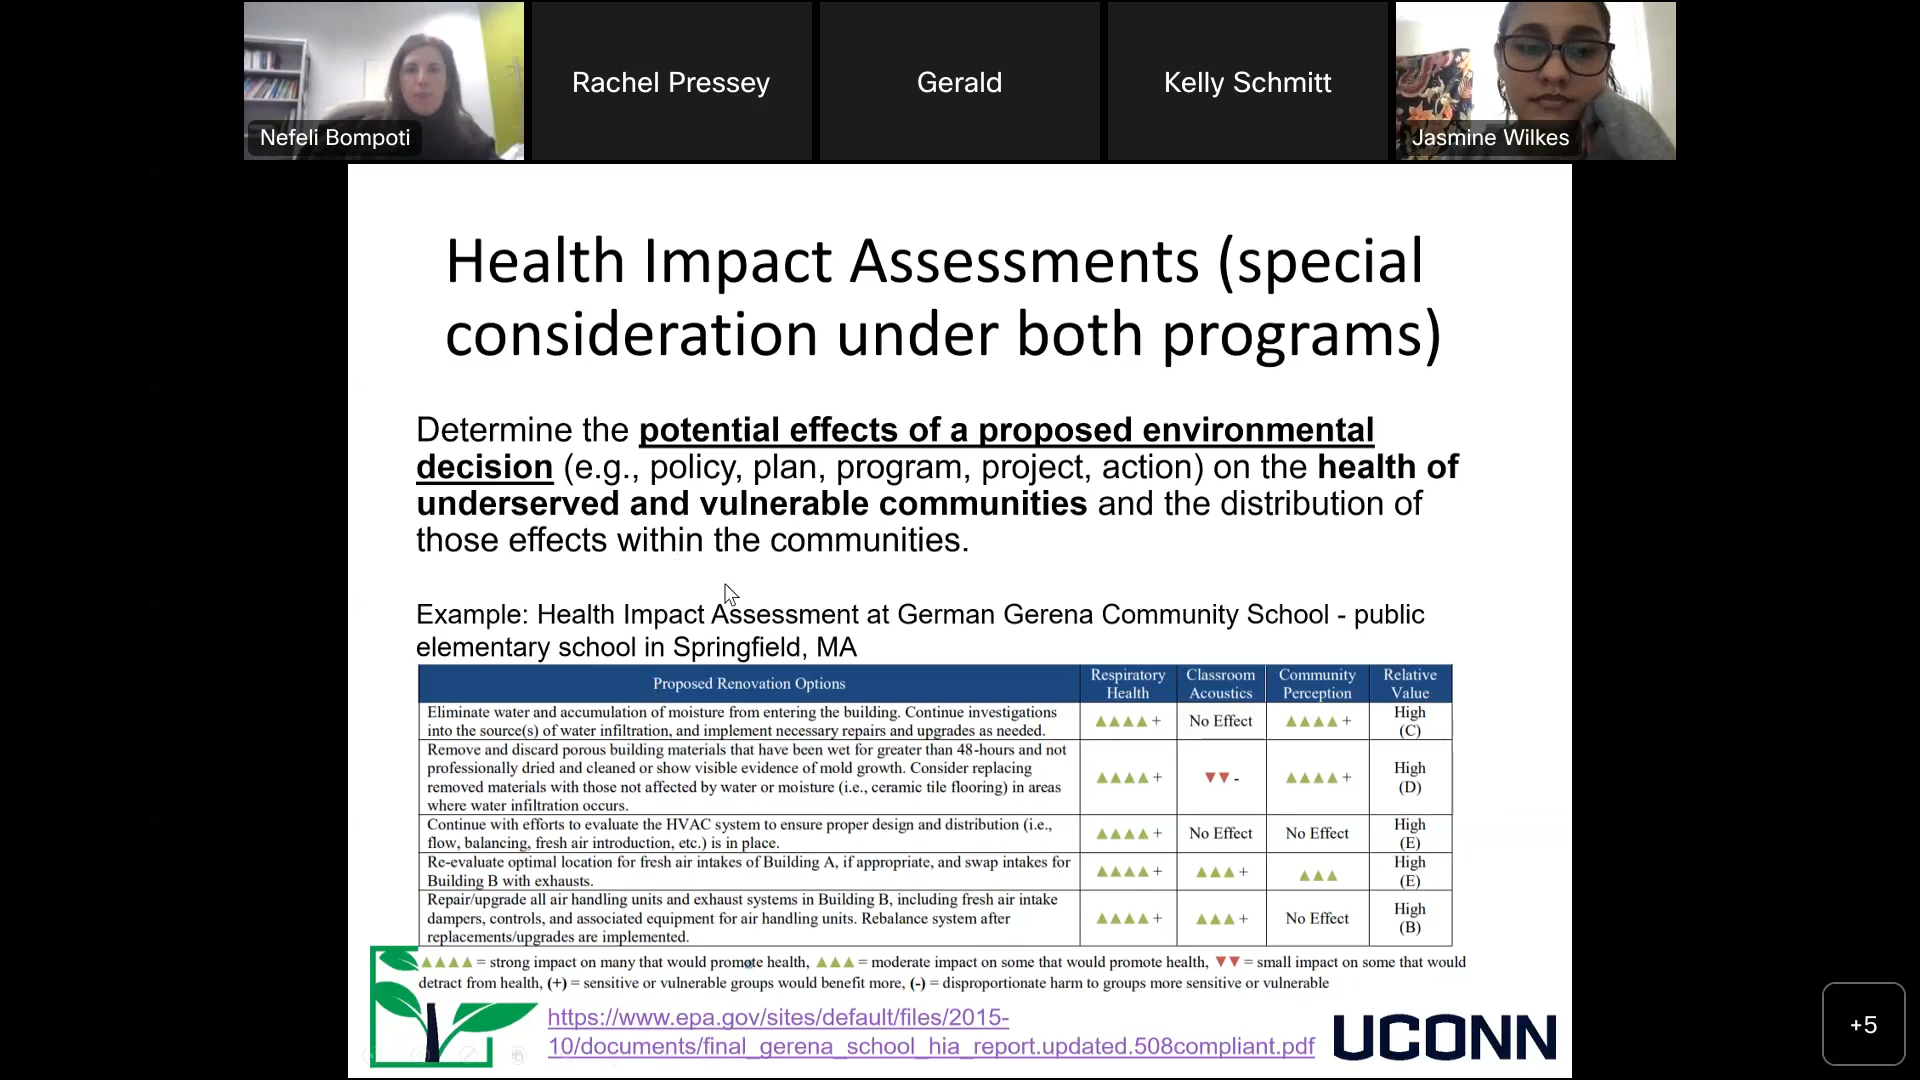 Nefeli Bompoti
Rachel Pressey
Gerald
Kelly Schmitt
Jasmine Wilkes
Health Impact Assessments (special
consideration under both programs)
Determine the potential effects of a proposed environmental
decision (e.g., policy, plan, program, project, action) on the health of
underserved and vulnerable communities and the distribution of
those effects within the communities.
Example: Health Impact Assessment at German Gerena Community School - public
elementary school in Springfield, MA
Proposed Renovation Options
Respiratory
Health
Classroom
Acoustics
Community
Perception
Relative
Value
Eliminate water and accumulation of moisture from entering the building. Continue investigations
into the source(s) of water infiltration, and implement necessary repairs and upgrades as needed.
▲▲▲▲+
No Effect
▲▲▲▲+
High
(C)
Remove and discard porous building materials that have been wet for greater than 48-hours and not
professionally dried and cleaned or show visible evidence of mold growth. Consider replacing
removed materials with those not affected by water or moisture (i.e., ceramic tile flooring) in areas
where water infiltration occurs.
▲▲▲▲+
▼▼-
▲▲▲▲+
High
(D)
Continue with efforts to evaluate the HVAC system to ensure proper design and distribution (i.e.,
flow, balancing, fresh air introduction, etc.) is in place.
▲▲▲▲+
No Effect
No Effect
High
(E)
Re-evaluate optimal location for fresh air intakes of Building A, if appropriate, and swap intakes for
Building B with exhausts.
▲▲▲▲+
▲▲▲+
▲▲▲
High
(E)
Repair/upgrade all air handling units and exhaust systems in Building B, including fresh air intake
dampers, controls, and associated equipment for air handling units. Rebalance system after
replacements/upgrades are implemented.
▲▲▲▲+
▲▲▲+
No Effect
High
(B)
▲▲▲▲ = strong impact on many that would promote health, ▲▲▲ = moderate impact on some that would promote health, ▼▼ = small impact on some that would
detract from health, (+) = sensitive or vulnerable groups would benefit more, (-) = disproportionate harm to groups more sensitive or vulnerable
https://www.epa.gov/sites/default/files/2015-
10/documents/final_gerena_school_hia_report.updated.508compliant.pdf
UCONN
+5